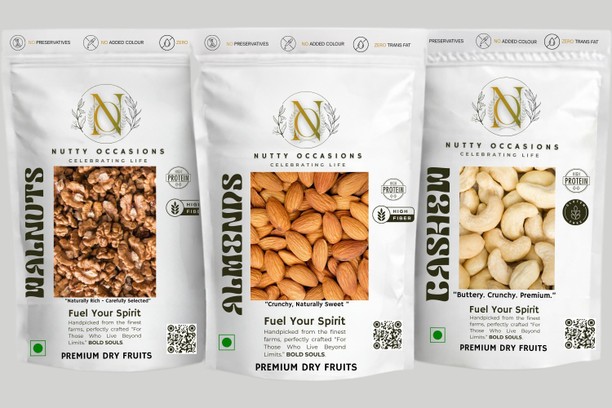 NO PRESERVATIVES
NO ADDED COLOUR
ZERO
N
NUTTY OCCASIONS
CELEBRATING LIFE
WALNUTS
HIGH
PROTEIN
HIGH
FIBER
"Naturally Rich - Carefully Selected"
Fuel Your Spirit
Handpicked from the finest
farms, perfectly crafted "For
Those Who Live Beyond
Limits." BOLD SOULS.
PREMIUM DRY FRUITS
NO PRESERVATIVES
NO ADDED COLOUR
ZERO TRANS FAT
N
NUTTY OCCASIONS
CELEBRATING LIFE
ALMONDS
HIGH
PROTEIN
HIGH
FIBER
"Crunchy, Naturally Sweet "
Fuel Your Spirit
Handpicked from the finest
farms, perfectly crafted "For
Those Who Live Beyond
Limits." BOLD SOULS.
PREMIUM DRY FRUITS
PRESERVATIVES
NO ADDED COLOUR
ZERO TRANS FAT
N
NUTTY OCCASIONS
CELEBRATING LIFE
CASHEW
HIGH
PROTEIN
"Buttery. Crunchy. Premium."
Fuel Your Spirit
Handpicked from the finest
farms, perfectly crafted "For
Those Who Live Beyond
Limits." BOLD SOULS.
PREMIUM DRY FRUITS